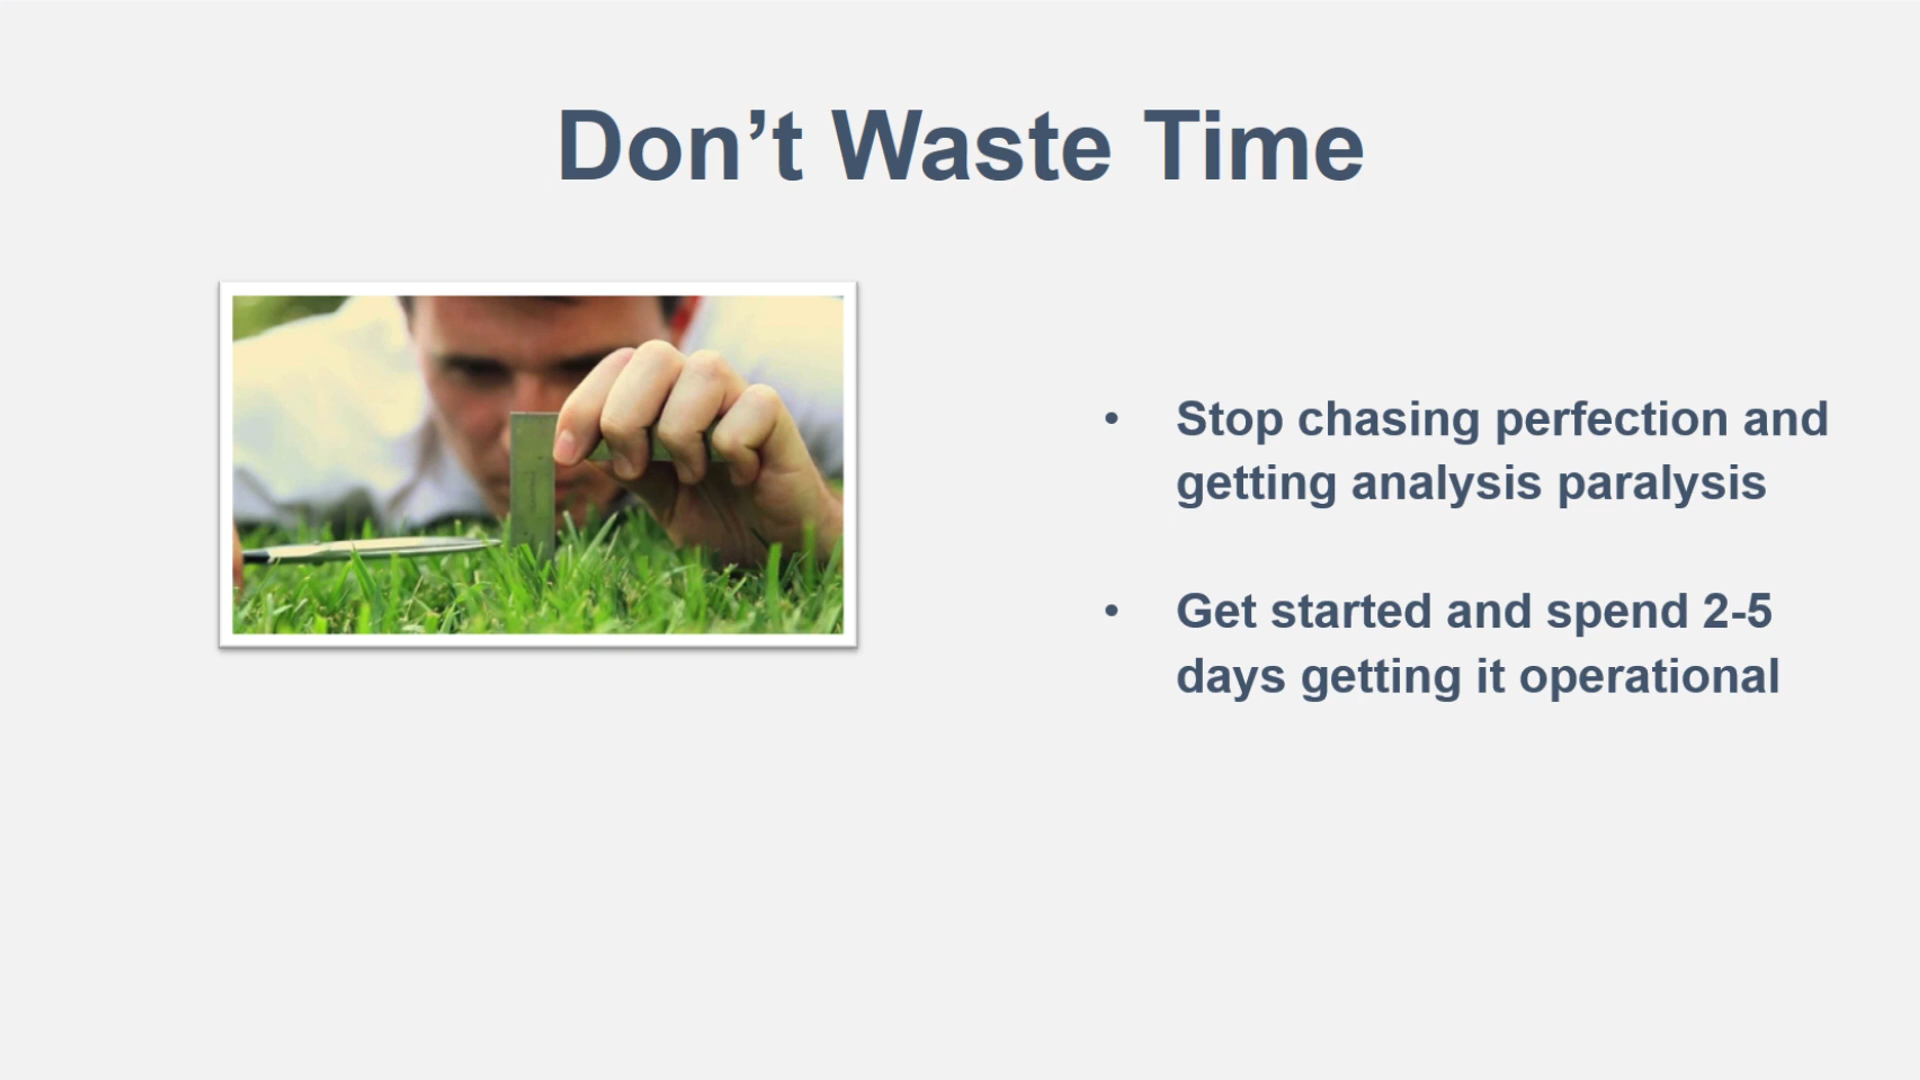 Don’t Waste Time
• Stop chasing perfection and
getting analysis paralysis
• Get started and spend 2-5
days getting it operational